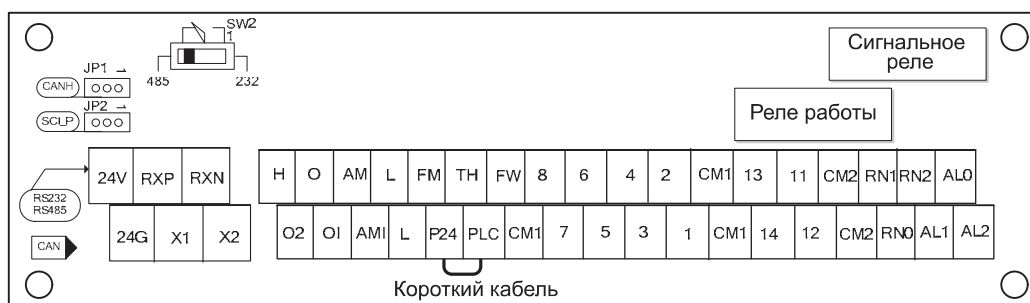 SW2
1
485 232
JP1 1
CANH
JP2
SCLP
Сигнальное
реле
Реле работы
24V RXP RXN
H O AM L FM TH FW 8 6 4 2 CM1 13 11 CM2 RN1 RN2 AL0
RS232
RS485
24G X1 X2
O2 OI AMI L P24 PLC CM1 7 5 3 1 CM1 14 12 CM2 RN0 AL1 AL2
CAN
Короткий кабель